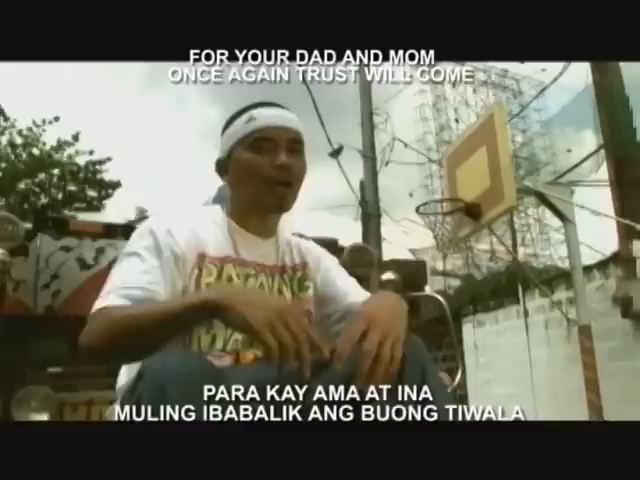 FOR YOUR DAD AND MOM
ONCE AGAIN TRUST WILL COME
BATANG
PARA KAY AMA AT INA
MULING IBABALIK ANG BUONG TIWALA